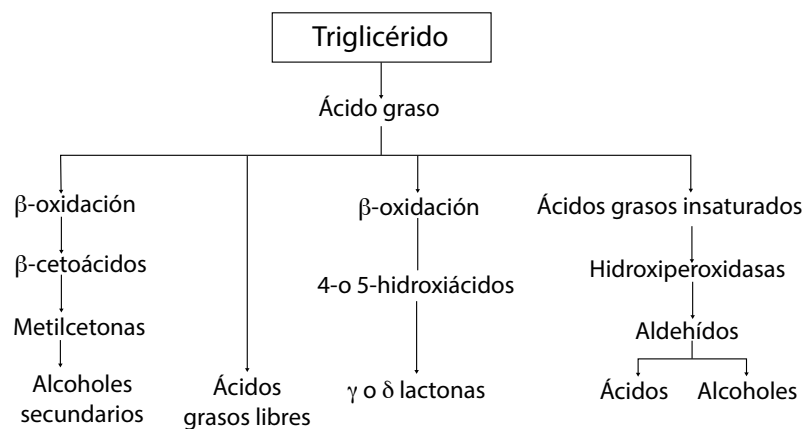 Triglicérido
Ácido graso
β-oxidación
β-cetoácidos
Metilcetonas
Alcoholes
secundarios
Ácidos
grasos libres
β-oxidación
4-o 5-hidroxiácidos
γ o δ lactonas
Ácidos grasos insaturados
Hidroxiperoxidasas
Aldehídos
Ácidos
Alcoholes